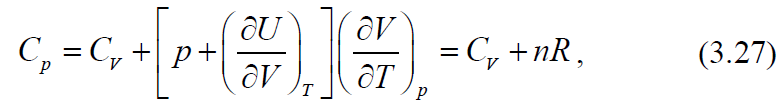 C_p = C_V + [p + (∂U/∂V)_T](∂V/∂T)_p = C_V + nR, (3.27)